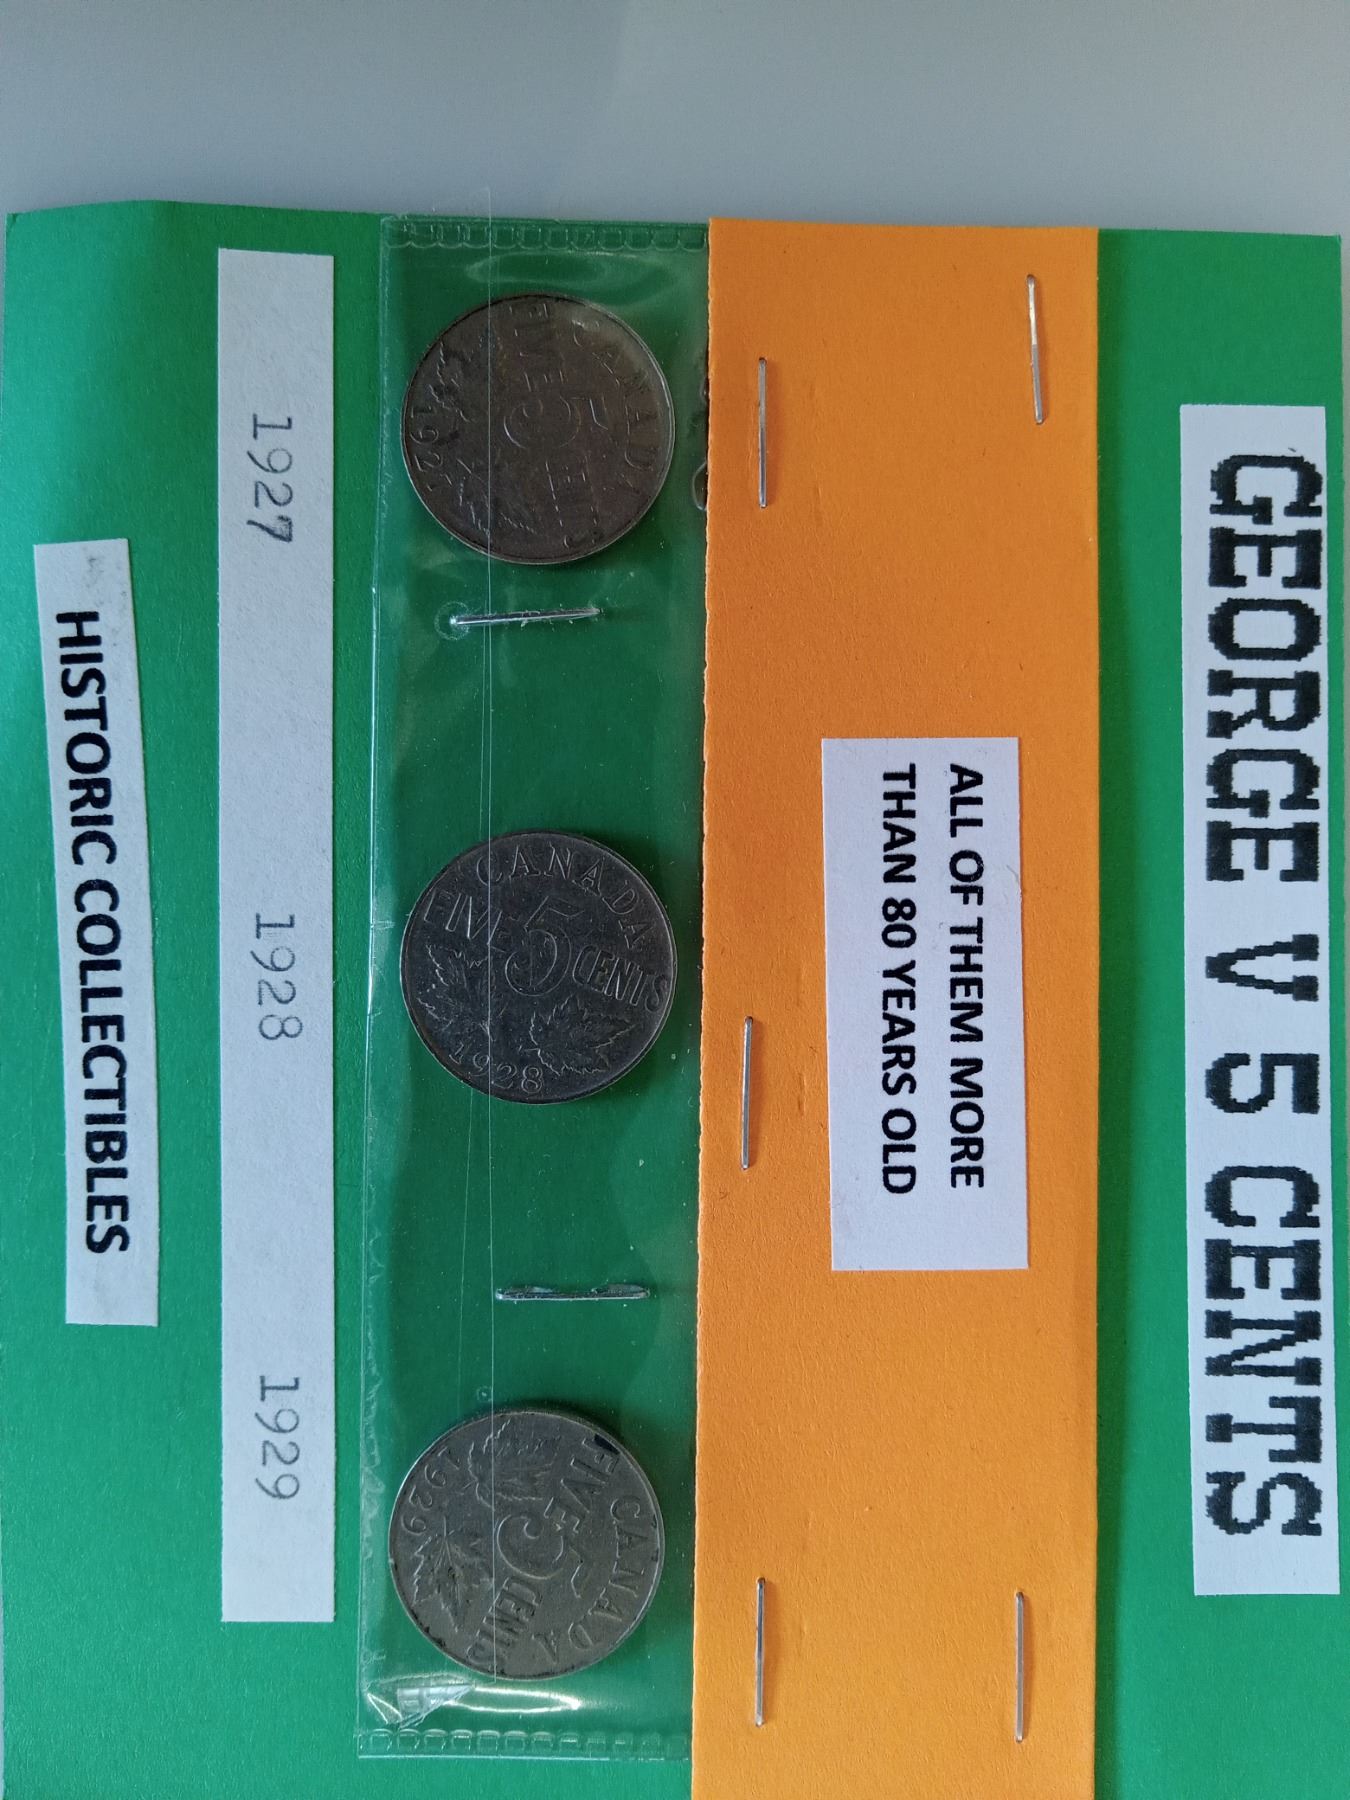 GEORGE V 5 CENTS
ALL OF THEM MORE
THAN 80 YEARS OLD
CANADA
FIVE 5 CENTS
192
CANADA
FIVE 5 CENTS
1928
CANADA
FIVE 5 CENTS
1929
1927 1928 1929
HISTORIC COLLECTIBLES